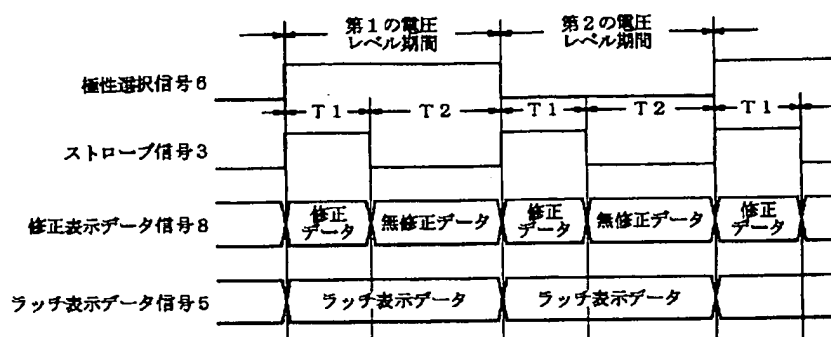 第1の電圧
レベル期間
第2の電圧
レベル期間
極性選択信号6
T1
T2
T1
T2
T1
ストローブ信号3
修正表示データ信号8
修正
データ
無修正データ
修正
データ
無修正データ
修正
データ
ラッチ表示データ信号5
ラッチ表示データ
ラッチ表示データ